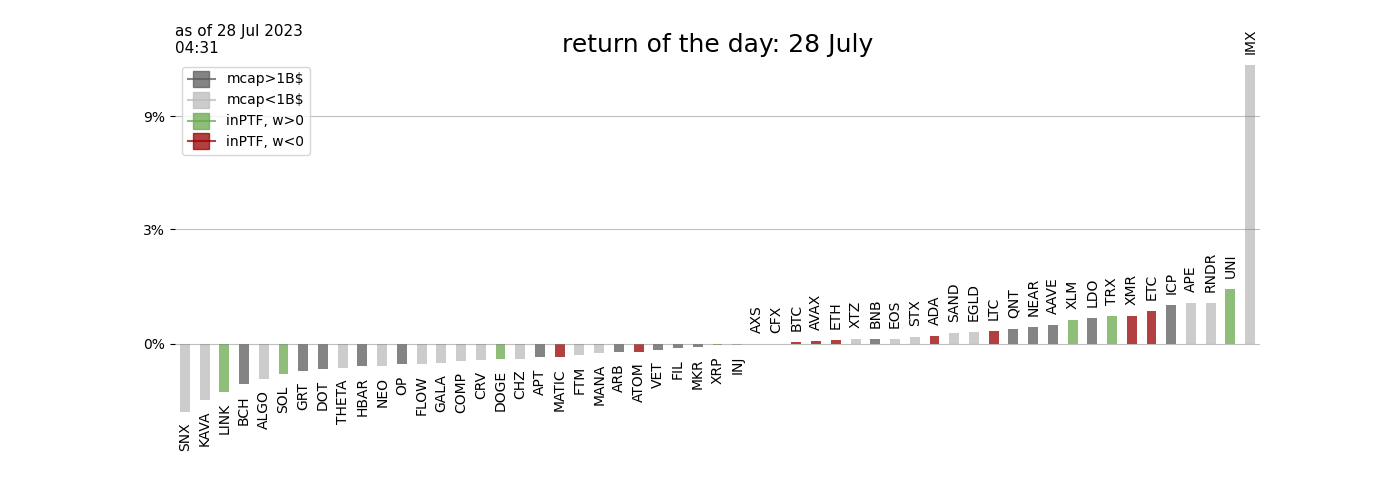 as of 28 Jul 2023
04:31
return of the day: 28 July
mcap>1B$
mcap<1B$
inPTF, w>0
inPTF, w<0
9%
3%
0%
SNX
KAVA
LINK
BCH
ALGO
SOL
GRT
DOT
THETA
HBAR
NEO
OP
FLOW
GALA
COMP
CRV
DOGE
CHZ
APT
MATIC
FTM
MANA
ARB
ATOM
VET
FIL
MKR
XRP
INJ
AXS
CFX
BTC
AVAX
ETH
XTZ
BNB
EOS
STX
ADA
SAND
EGLD
LTC
QNT
NEAR
AAVE
XLM
LDO
TRX
XMR
ETC
ICP
APE
RNDR
UNI
IMX